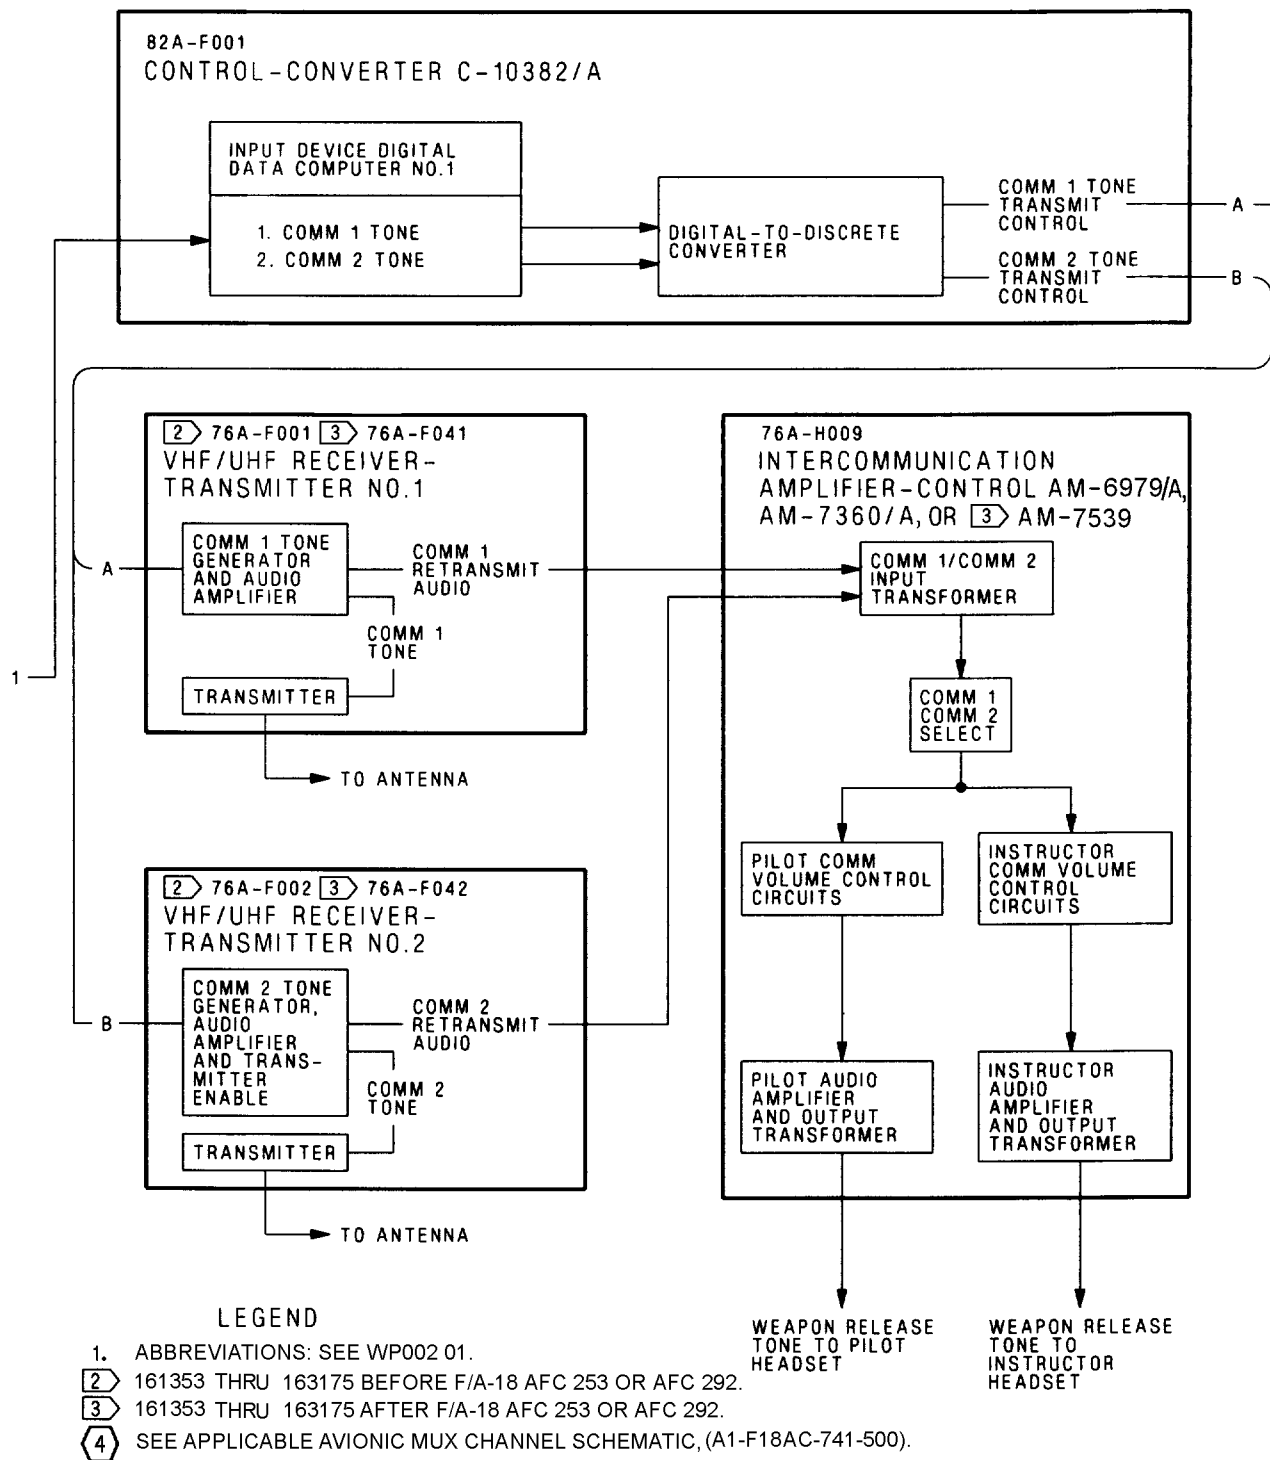 82A-F001
CONTROL-CONVERTER C-10382/A
INPUT DEVICE DIGITAL
DATA COMPUTER NO.1
1. COMM 1 TONE
2. COMM 2 TONE
DIGITAL-TO-DISCRETE
CONVERTER
COMM 1 TONE
TRANSMIT
CONTROL
A
COMM 2 TONE
TRANSMIT
CONTROL
B
2 76A-F001 3 76A-F041
VHF/UHF RECEIVER-
TRANSMITTER NO.1
A
COMM 1 TONE
GENERATOR
AND AUDIO
AMPLIFIER
COMM 1
RETRANSMIT
AUDIO
COMM 1
TONE
1
TRANSMITTER
TO ANTENNA
76A-H009
INTERCOMMUNICATION
AMPLIFIER-CONTROL AM-6979/A,
AM-7360/A, OR 3 AM-7539
COMM 1/COMM 2
INPUT
TRANSFORMER
COMM 1
COMM 2
SELECT
PILOT COMM
VOLUME CONTROL
CIRCUITS
INSTRUCTOR
COMM VOLUME
CONTROL
CIRCUITS
2 76A-F002 3 76A-F042
VHF/UHF RECEIVER-
TRANSMITTER NO.2
B
COMM 2 TONE
GENERATOR,
AUDIO
AMPLIFIER
AND TRANS-
MITTER
ENABLE
COMM 2
RETRANSMIT
AUDIO
COMM 2
TONE
TRANSMITTER
TO ANTENNA
PILOT AUDIO
AMPLIFIER
AND OUTPUT
TRANSFORMER
INSTRUCTOR
AUDIO
AMPLIFIER
AND OUTPUT
TRANSFORMER
WEAPON RELEASE
TONE TO PILOT
HEADSET
WEAPON RELEASE
TONE TO
INSTRUCTOR
HEADSET
LEGEND
1. ABBREVIATIONS: SEE WP002 01.
2 161353 THRU 163175 BEFORE F/A-18 AFC 253 OR AFC 292.
3 161353 THRU 163175 AFTER F/A-18 AFC 253 OR AFC 292.
4 SEE APPLICABLE AVIONIC MUX CHANNEL SCHEMATIC, (A1-F18AC-741-500).